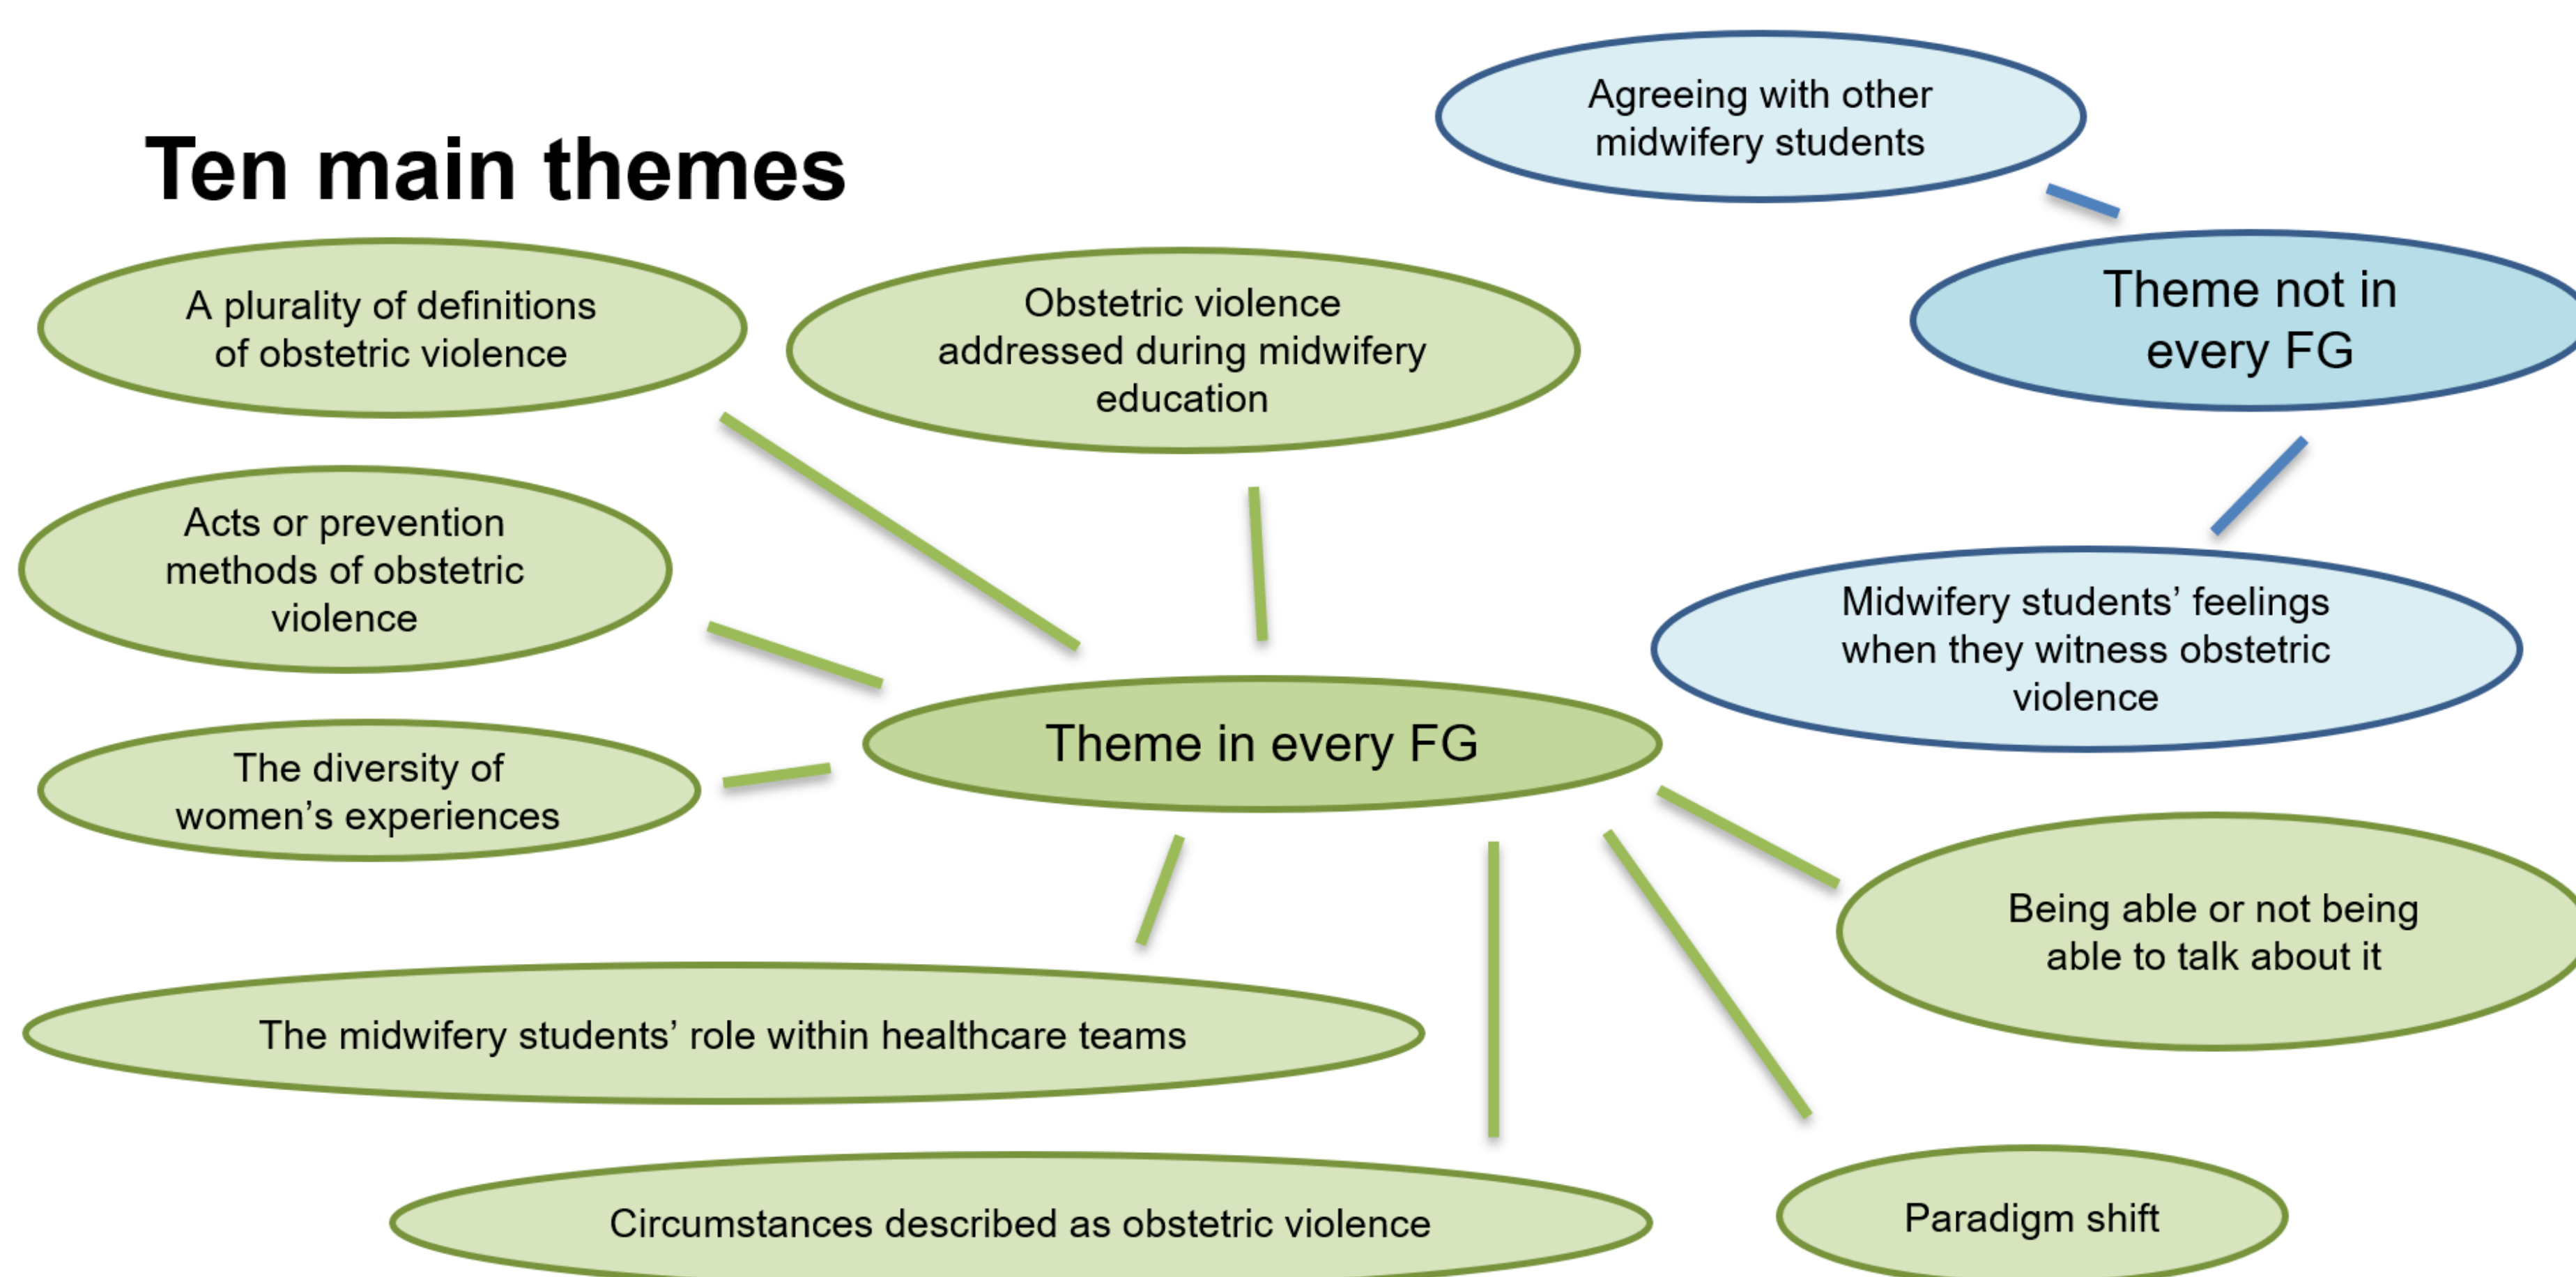 Ten main themes
Agreeing with other
midwifery students
Theme not in
every FG
A plurality of definitions
of obstetric violence
Obstetric violence
addressed during midwifery
education
Acts or prevention
methods of obstetric
violence
Midwifery students’ feelings
when they witness obstetric
violence
The diversity of
women’s experiences
Theme in every FG
Being able or not being
able to talk about it
The midwifery students’ role within healthcare teams
Circumstances described as obstetric violence
Paradigm shift